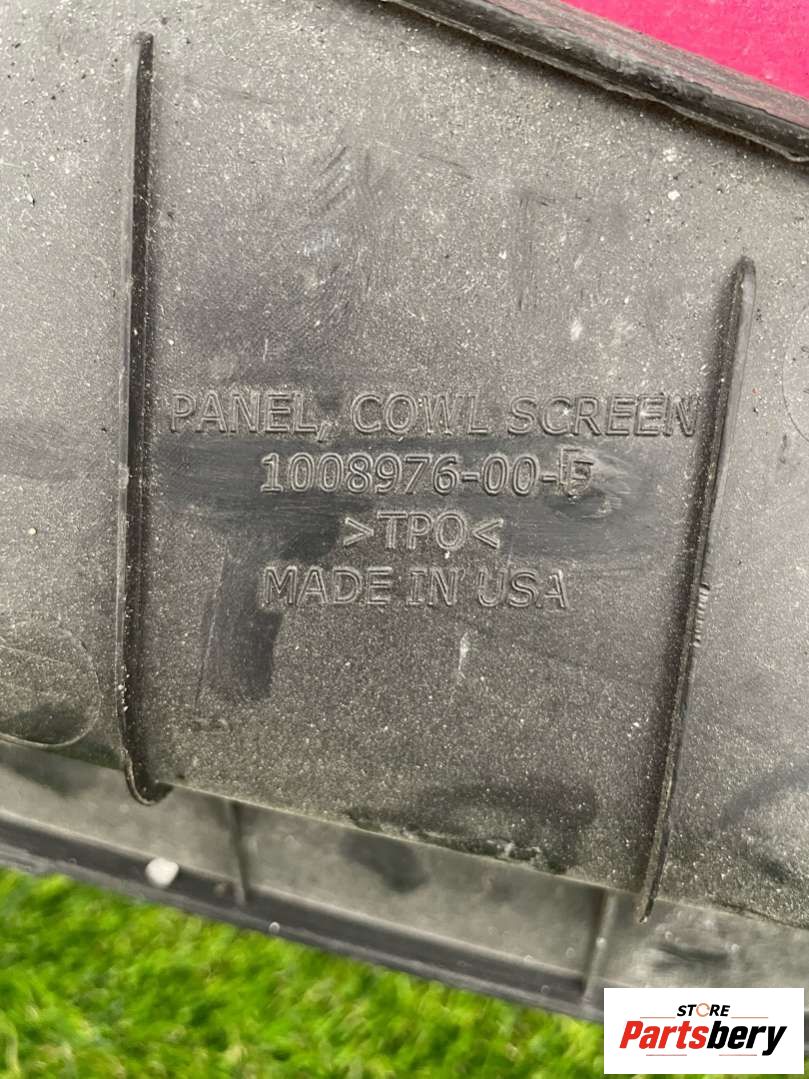 PANEL, COWL SCREEN
1008976-00-F
>TPO<
MADE IN USA
STORE
Partsbery